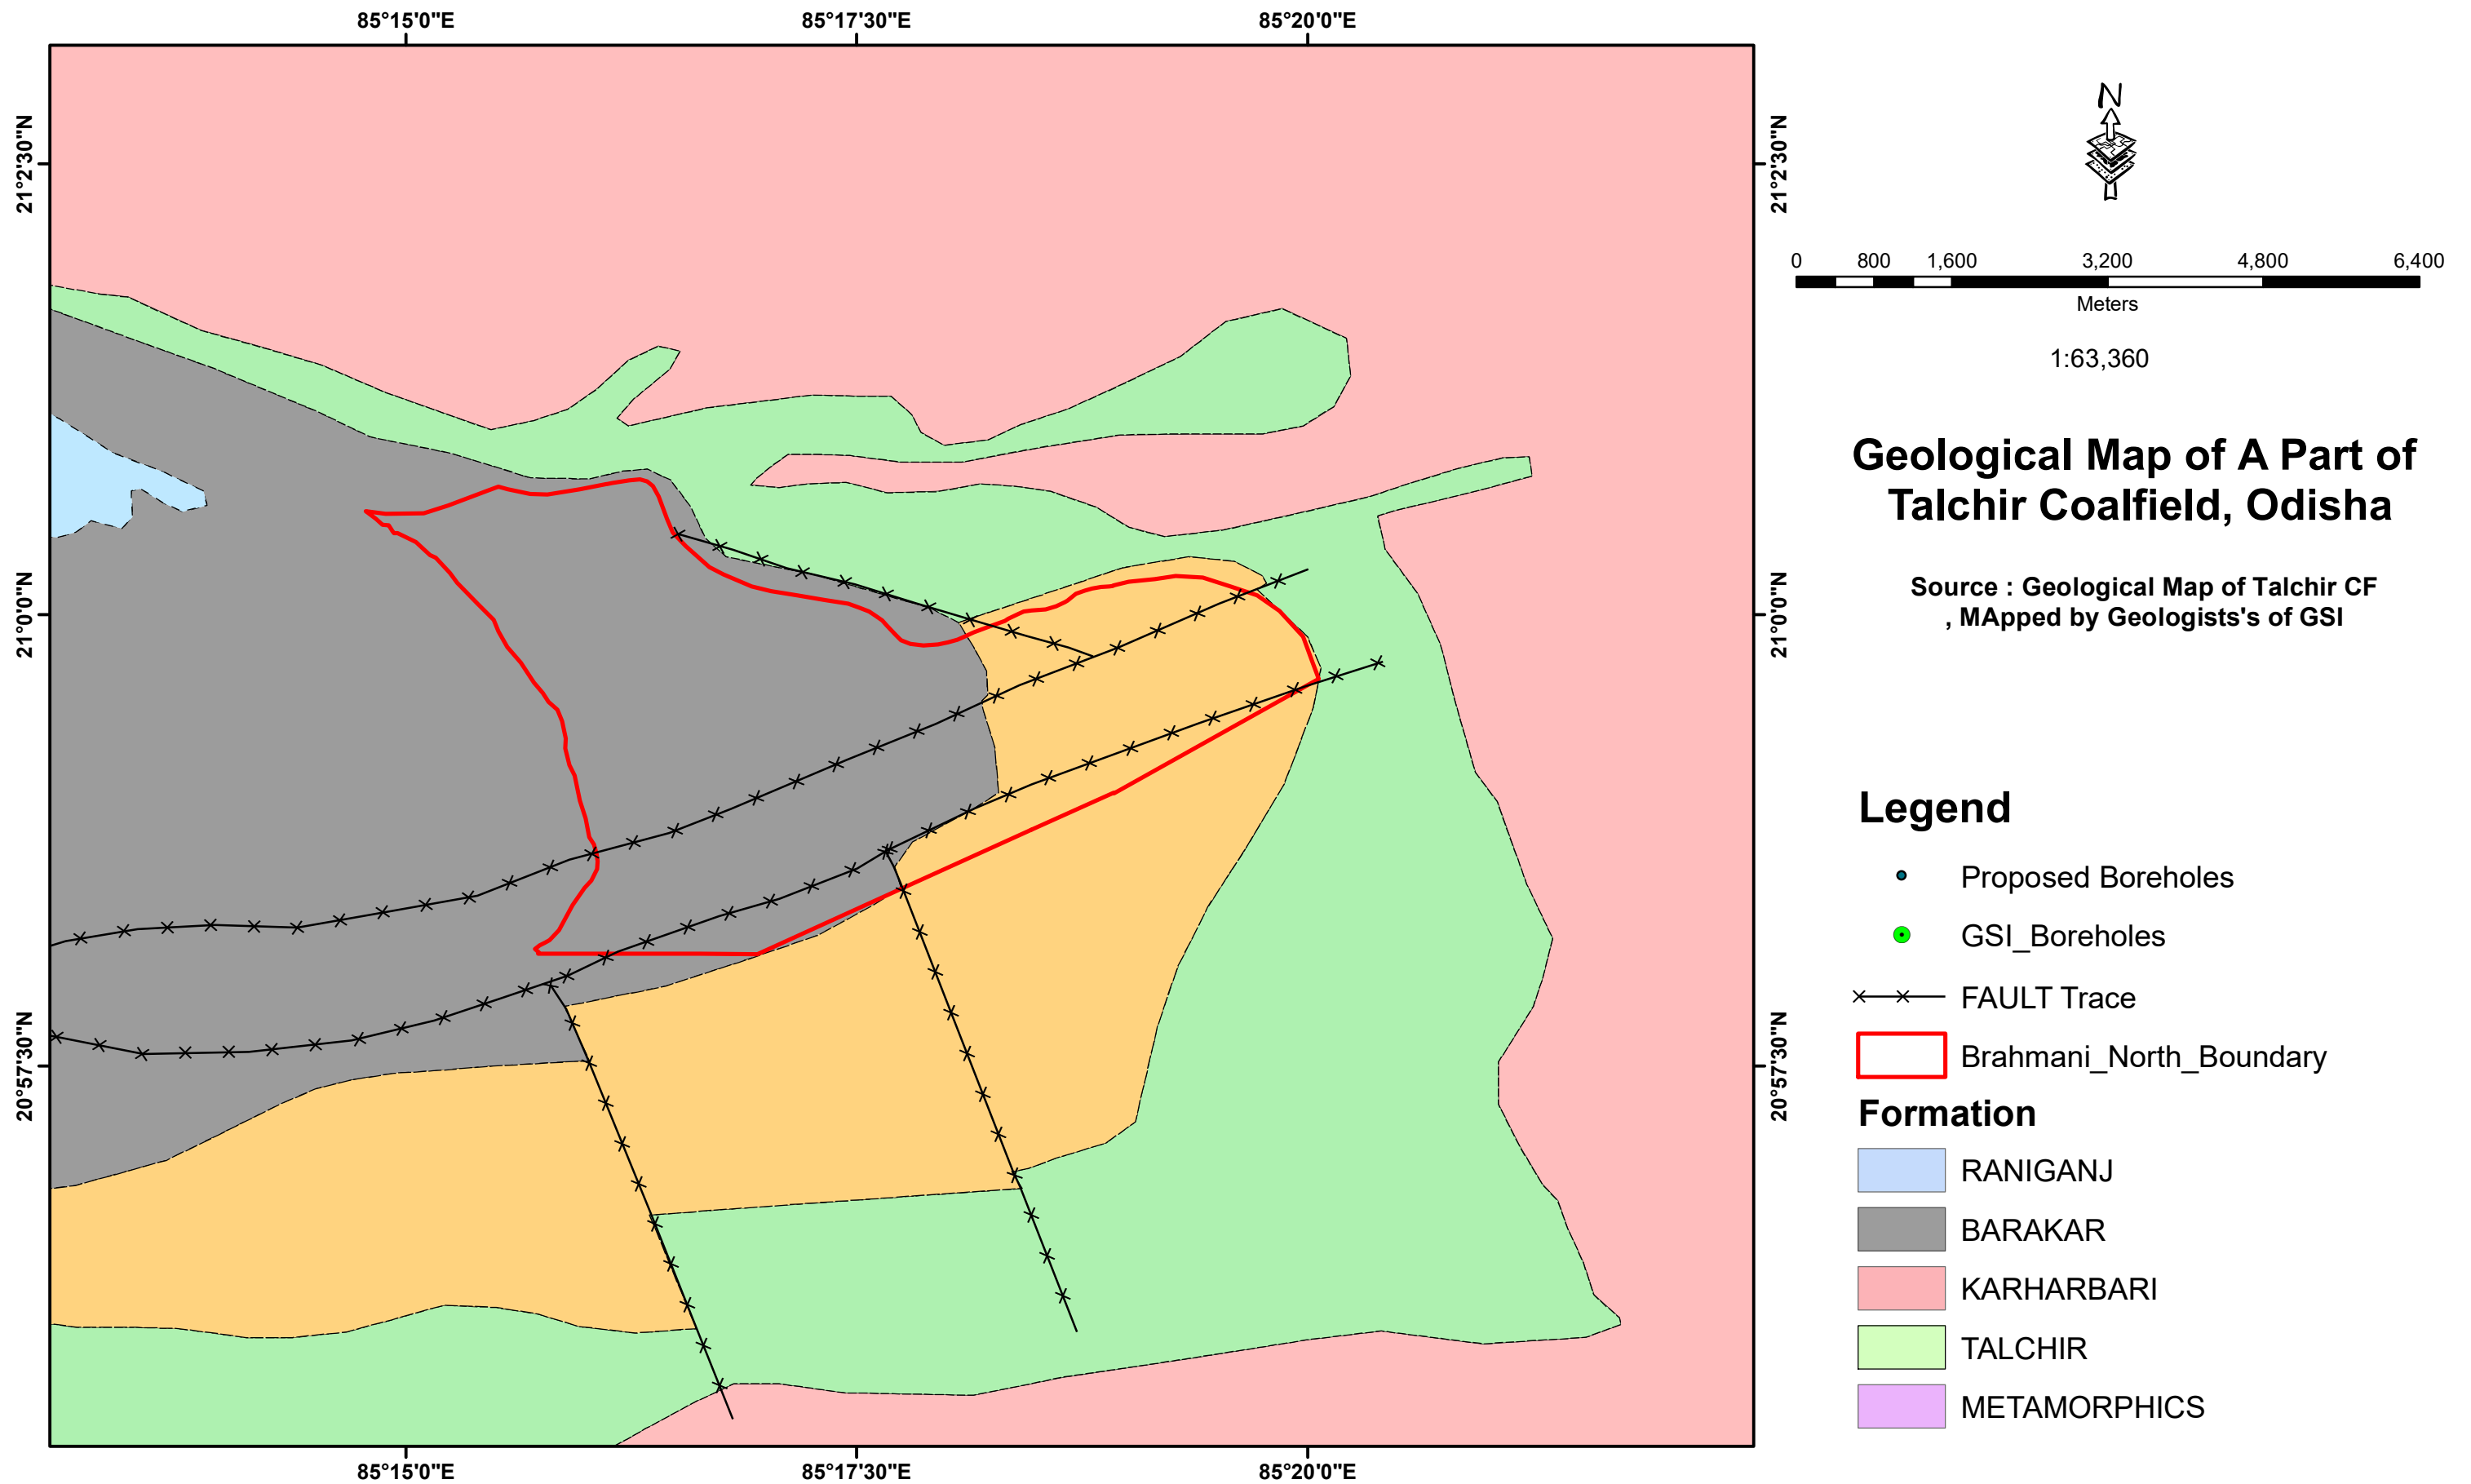 85°15'0"E
85°17'30"E
85°20'0"E
21°2'30"N
21°2'30"N
21°0'0"N
21°0'0"N
20°57'30"N
20°57'30"N
85°15'0"E
85°17'30"E
85°20'0"E
N
0 800 1,600 3,200 4,800 6,400
Meters
1:63,360
Geological Map of A Part of
Talchir Coalfield, Odisha
Source : Geological Map of Talchir CF
, MApped by Geologists's of GSI
Legend
Proposed Boreholes
GSI_Boreholes
FAULT Trace
Brahmani_North_Boundary
Formation
RANIGANJ
BARAKAR
KARHARBARI
TALCHIR
METAMORPHICS